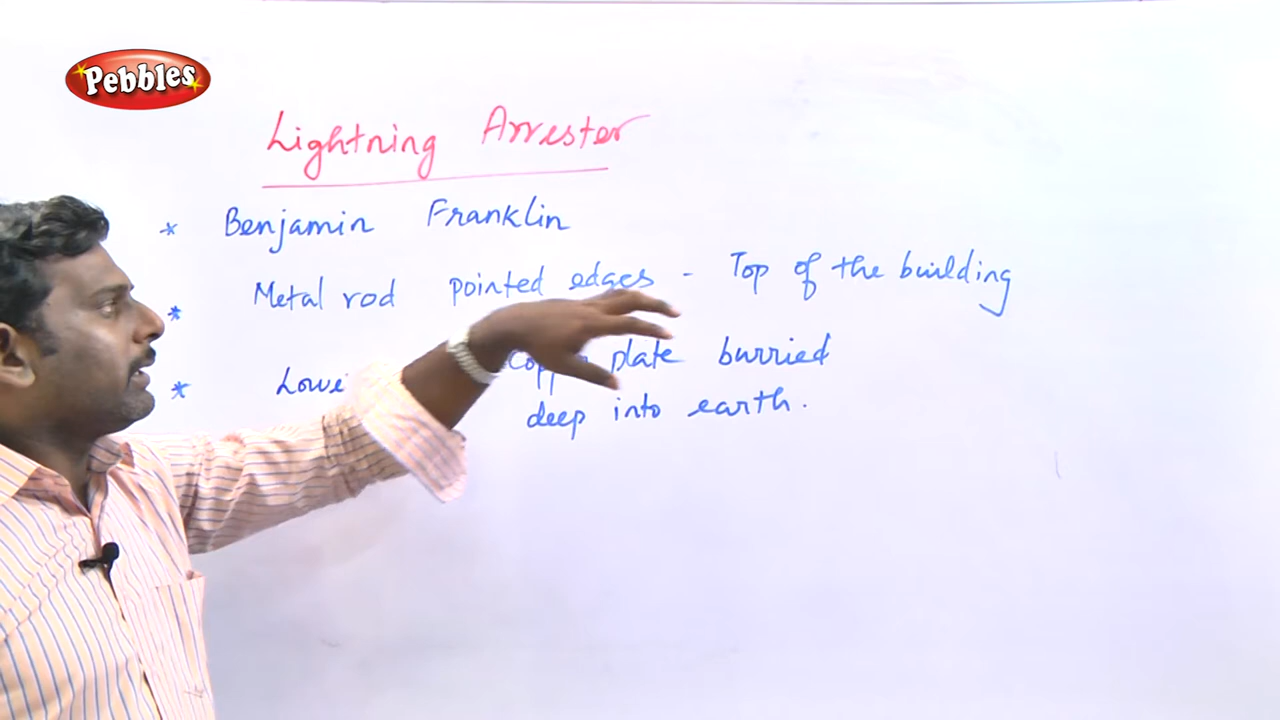 Pebbles
Lightning Arrester
* Benjamin Franklin
* Metal rod pointed edges - Top of the building
* plate burried
deep into earth.